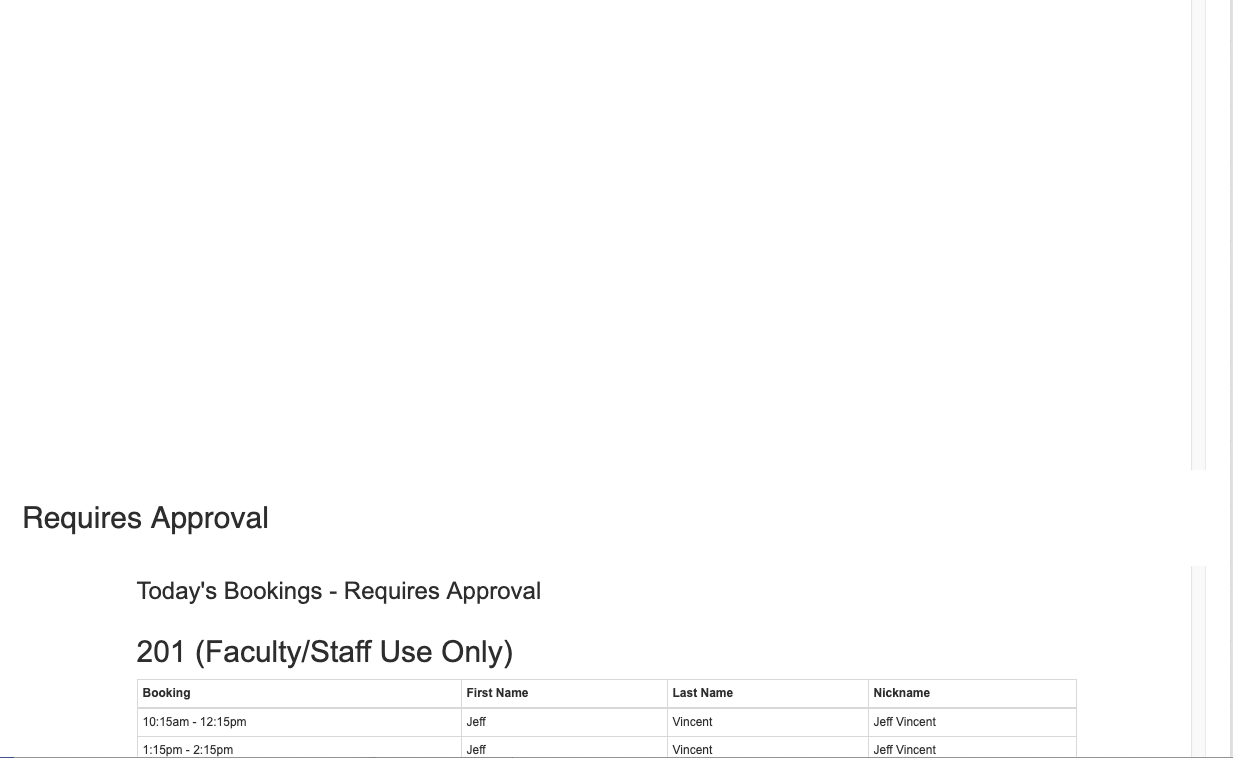 Requires Approval
Today's Bookings - Requires Approval
201 (Faculty/Staff Use Only)
Booking First Name Last Name Nickname
10:15am - 12:15pm Jeff Vincent Jeff Vincent
1:15pm - 2:15pm Jeff Vincent Jeff Vincent